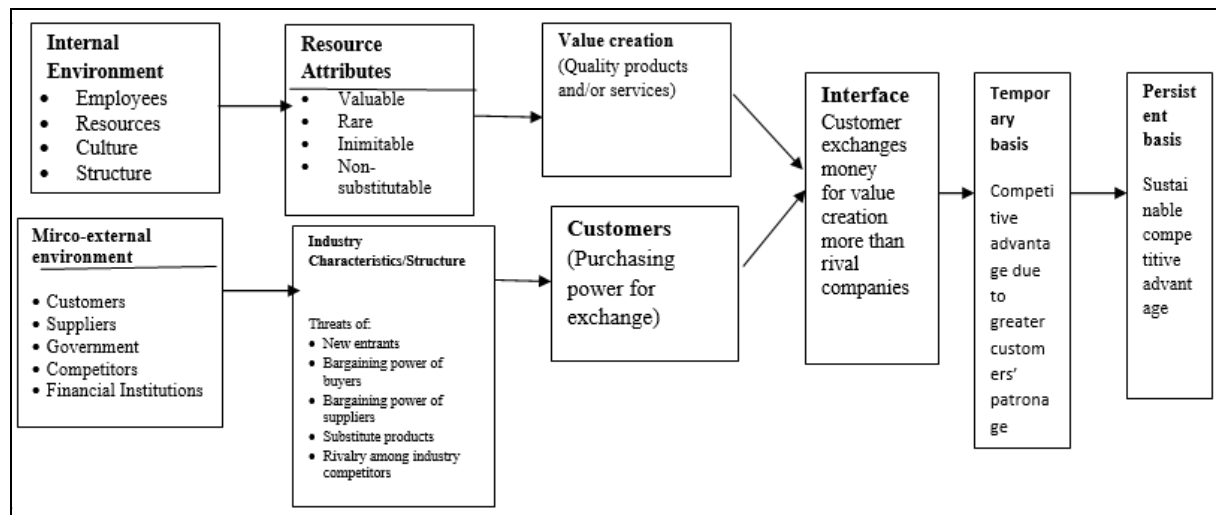 Internal
Environment
• Employees
• Resources
• Culture
• Structure
Resource
Attributes
• Valuable
• Rare
• Inimitable
• Non-
substitutable
Value creation
(Quality products
and/or services)
Mirco-external
environment
• Customers
• Suppliers
• Government
• Competitors
• Financial Institutions
Industry
Characteristics/Structure
Threats of:
• New entrants
• Bargaining power of
buyers
• Bargaining power of
suppliers
• Substitute products
• Rivalry among industry
competitors
Customers
(Purchasing
power for
exchange)
Interface
Customer
exchanges
money
for value
creation
more than
rival
companies
Tempor
ary
basis
Competi
tive
advanta
ge due
to
greater
custom
ers’
patrona
ge
Persist
ent
basis
Sustai
nable
compe
titive
advant
age